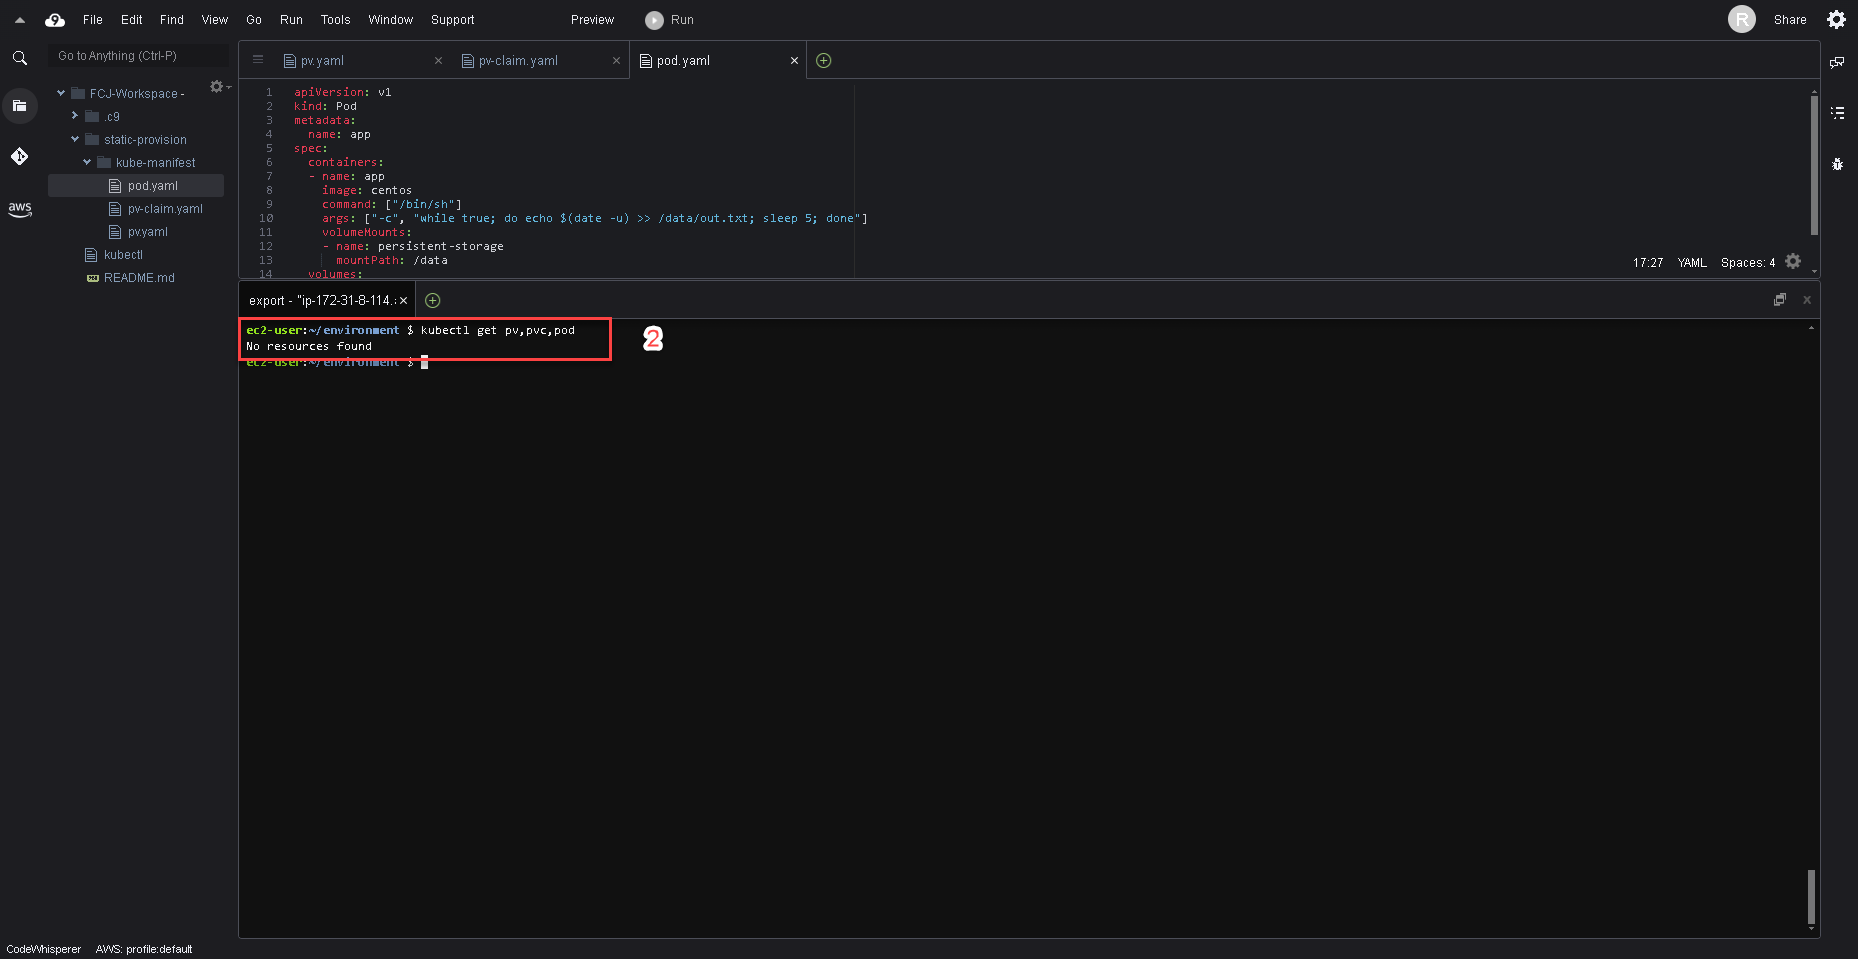 9 File Edit Find View Go Run Tools Window Support Preview Run R Share
Go to Anything (Ctrl-P)
FCJ-Workspace -
.c9
static-provision
kube-manifest
pod.yaml
pv-claim.yaml
pv.yaml
kubectl
README.md
aws
pv.yaml pv-claim.yaml pod.yaml
1 apiVersion: v1
2 kind: Pod
3 metadata:
4 name: app
5 spec:
6 containers:
7 - name: app
8 image: centos
9 command: ["/bin/sh"]
10 args: ["-c", "while true; do echo $(date -u) >> /data/out.txt; sleep 5; done"]
11 volumeMounts:
12 - name: persistent-storage
13 mountPath: /data
14 volumes:
17:27 YAML Spaces: 4
export - "ip-172-31-8-114.
ec2-user:~/environment $ kubectl get pv,pvc,pod
No resources found
ec2-user:~/environment $
2
CodeWhisperer AWS: profile:default